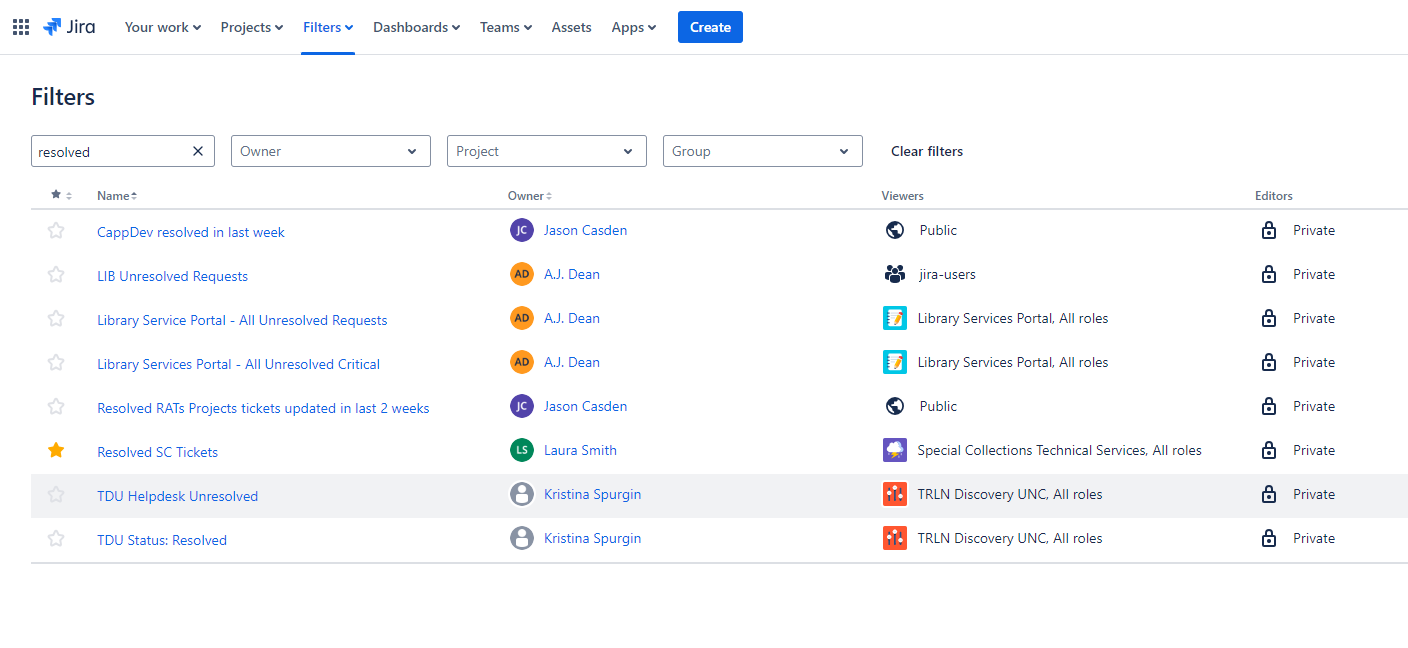 Jira Your work Projects Filters Dashboards Teams Assets Apps Create
Filters
resolved Owner Project Group Clear filters
Name Owner Viewers Editors
CappDev resolved in last week JC Jason Casden Public Private
LIB Unresolved Requests AD A.J. Dean jira-users Private
Library Service Portal - All Unresolved Requests AD A.J. Dean Library Services Portal, All roles Private
Library Services Portal - All Unresolved Critical AD A.J. Dean Library Services Portal, All roles Private
Resolved RATs Projects tickets updated in last 2 weeks JC Jason Casden Public Private
Resolved SC Tickets LS Laura Smith Special Collections Technical Services, All roles Private
TDU Helpdesk Unresolved Kristina Spurgin TRLN Discovery UNC, All roles Private
TDU Status: Resolved Kristina Spurgin TRLN Discovery UNC, All roles Private